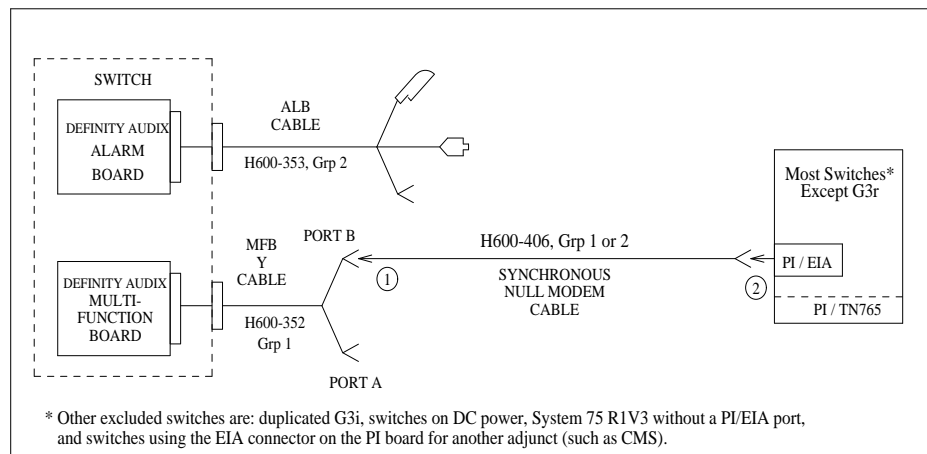 SWITCH
DEFINITY AUDIX
ALARM
BOARD
ALB
CABLE
H600-353, Grp 2
DEFINITY AUDIX
MULTI-
FUNCTION
BOARD
MFB
Y
CABLE
H600-352
Grp 1
PORT B
PORT A
1
H600-406, Grp 1 or 2
SYNCHRONOUS
NULL MODEM
CABLE
2
Most Switches*
Except G3r
PI / EIA
PI / TN765
* Other excluded switches are: duplicated G3i, switches on DC power, System 75 R1V3 without a PI/EIA port,
and switches using the EIA connector on the PI board for another adjunct (such as CMS).